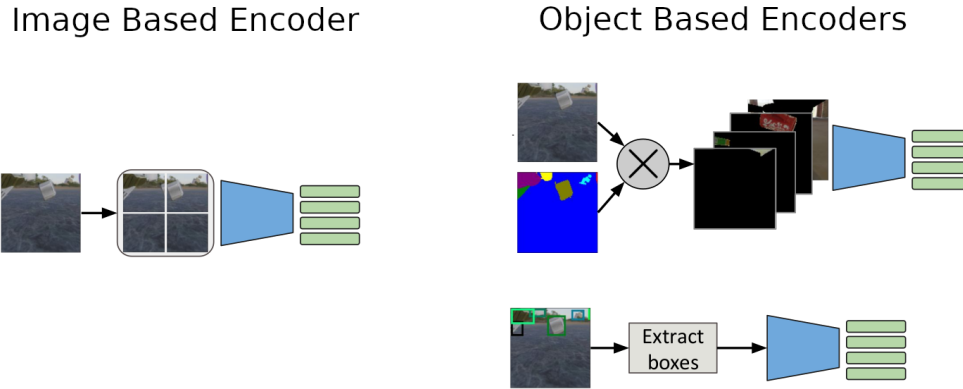 Image Based Encoder
Object Based Encoders
Extract
boxes